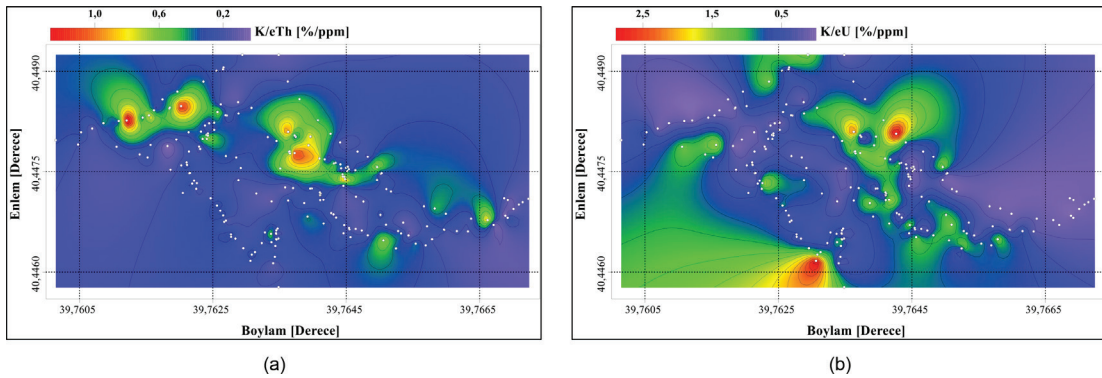 1,0 0,6 0,2
K/eTh [%/ppm]
40,4490
40,4475
40,4460
Enlem [Derece]
39,7605 39,7625 39,7645 39,7665
Boylam [Derece]
(a)
2,5 1,5 0,5
K/eU [%/ppm]
40,4490
40,4475
40,4460
Enlem [Derece]
39,7605 39,7625 39,7645 39,7665
Boylam [Derece]
(b)